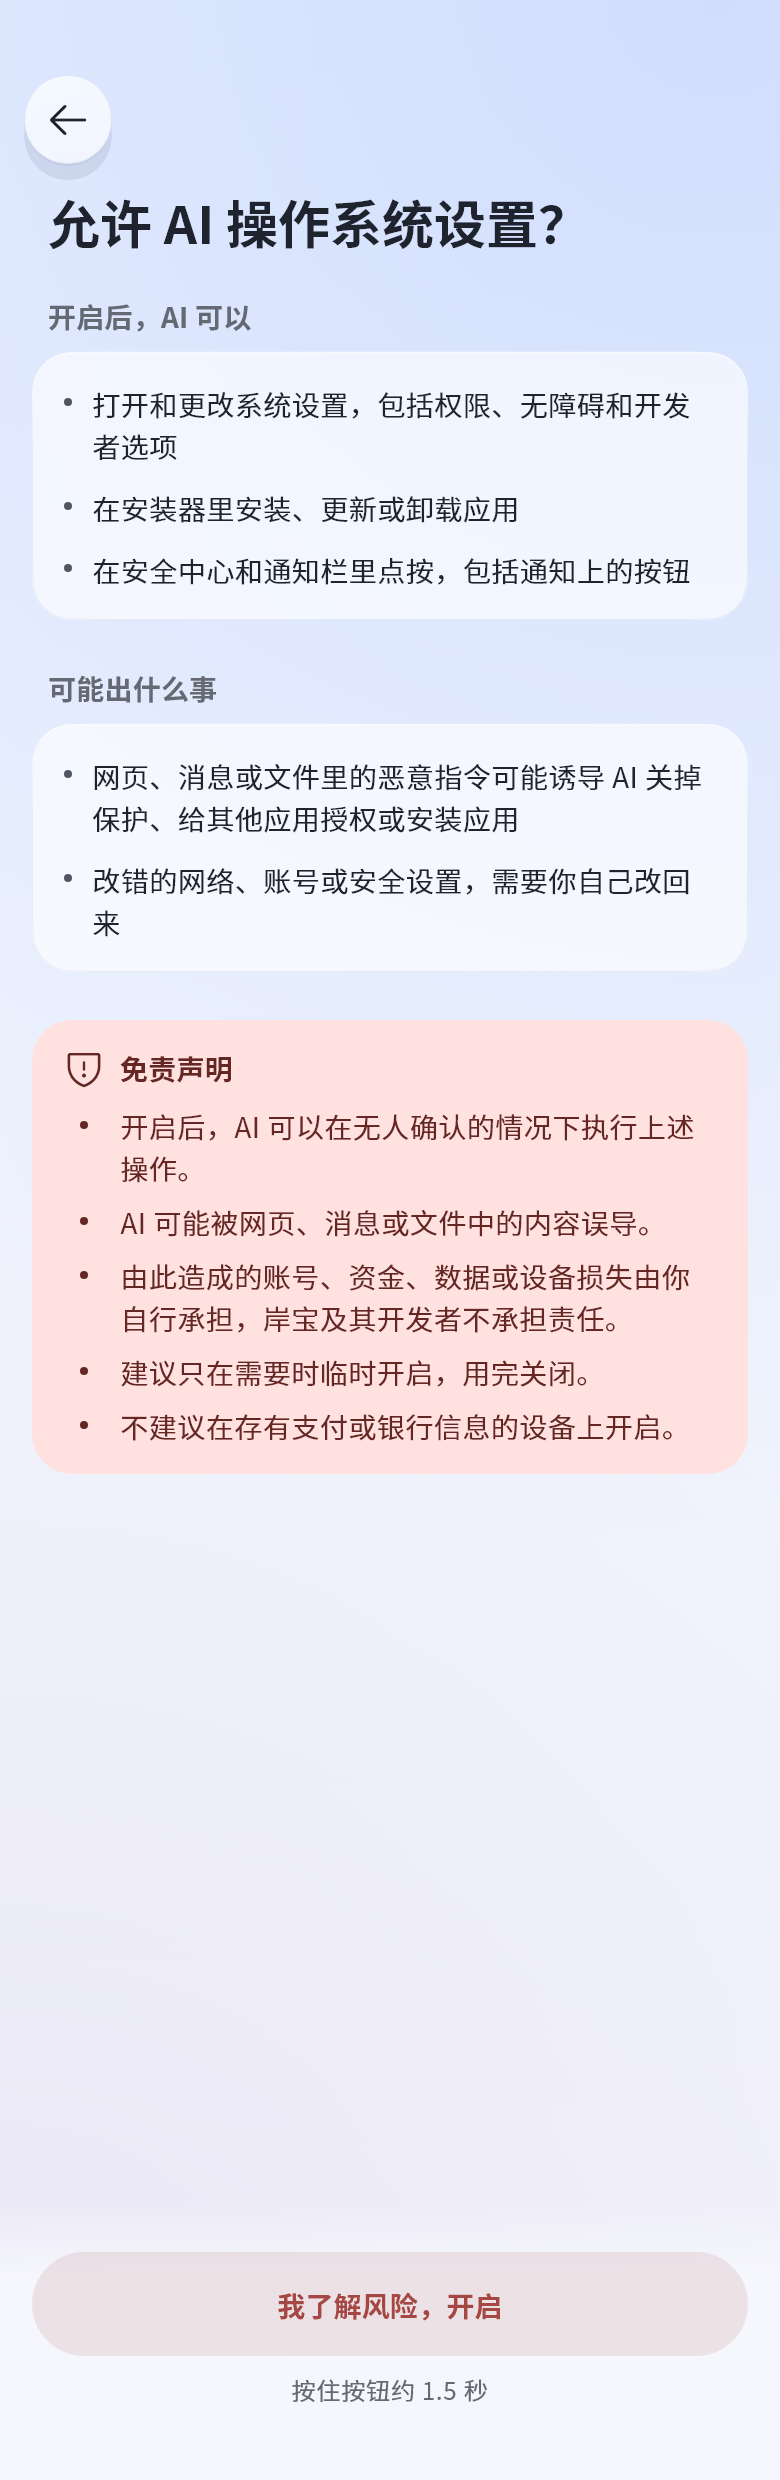 允许 AI 操作系统设置？
开启后，AI 可以
• 打开和更改系统设置，包括权限、无障碍和开发
者选项
• 在安装器里安装、更新或卸载应用
• 在安全中心和通知栏里点按，包括通知上的按钮
可能出什么事
• 网页、消息或文件里的恶意指令可能诱导 AI 关掉
保护、给其他应用授权或安装应用
• 改错的网络、账号或安全设置，需要你自己改回
来
免责声明
• 开启后，AI 可以在无人确认的情况下执行上述
操作。
• AI 可能被网页、消息或文件中的内容误导。
• 由此造成的账号、资金、数据或设备损失由你
自行承担，岸宝及其开发者不承担责任。
• 建议只在需要时临时开启，用完关闭。
• 不建议在存有支付或银行信息的设备上开启。
我了解风险，开启
按住按钮约 1.5 秒